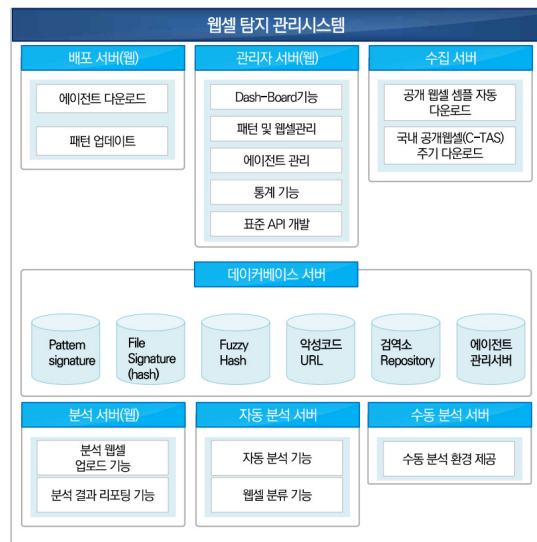 웹셀 탐지 관리시스템
배포 서버(웹)
에이전트 다운로드
패턴 업데이트
관리자 서버(웹)
Dash-Board기능
패턴 및 웹셀관리
에이전트 관리
통계 기능
표준 API 개발
수집 서버
공개 웹셀 셈플 자동
다운로드
국내 공개웹셀(C-TAS)
주기 다운로드
데이커베이스 서버
Pattern
signature
File
Signature
(hash)
Fuzzy
Hash
악성코드
URL
검역소
Repository
에이전트
관리서버
분석 서버(웹)
분석 웹셀
업로드 기능
분석 결과 리포팅 기능
자동 분석 서버
자동 분석 기능
웹셀 분류 기능
수동 분석 서버
수동 분석 환경 제공